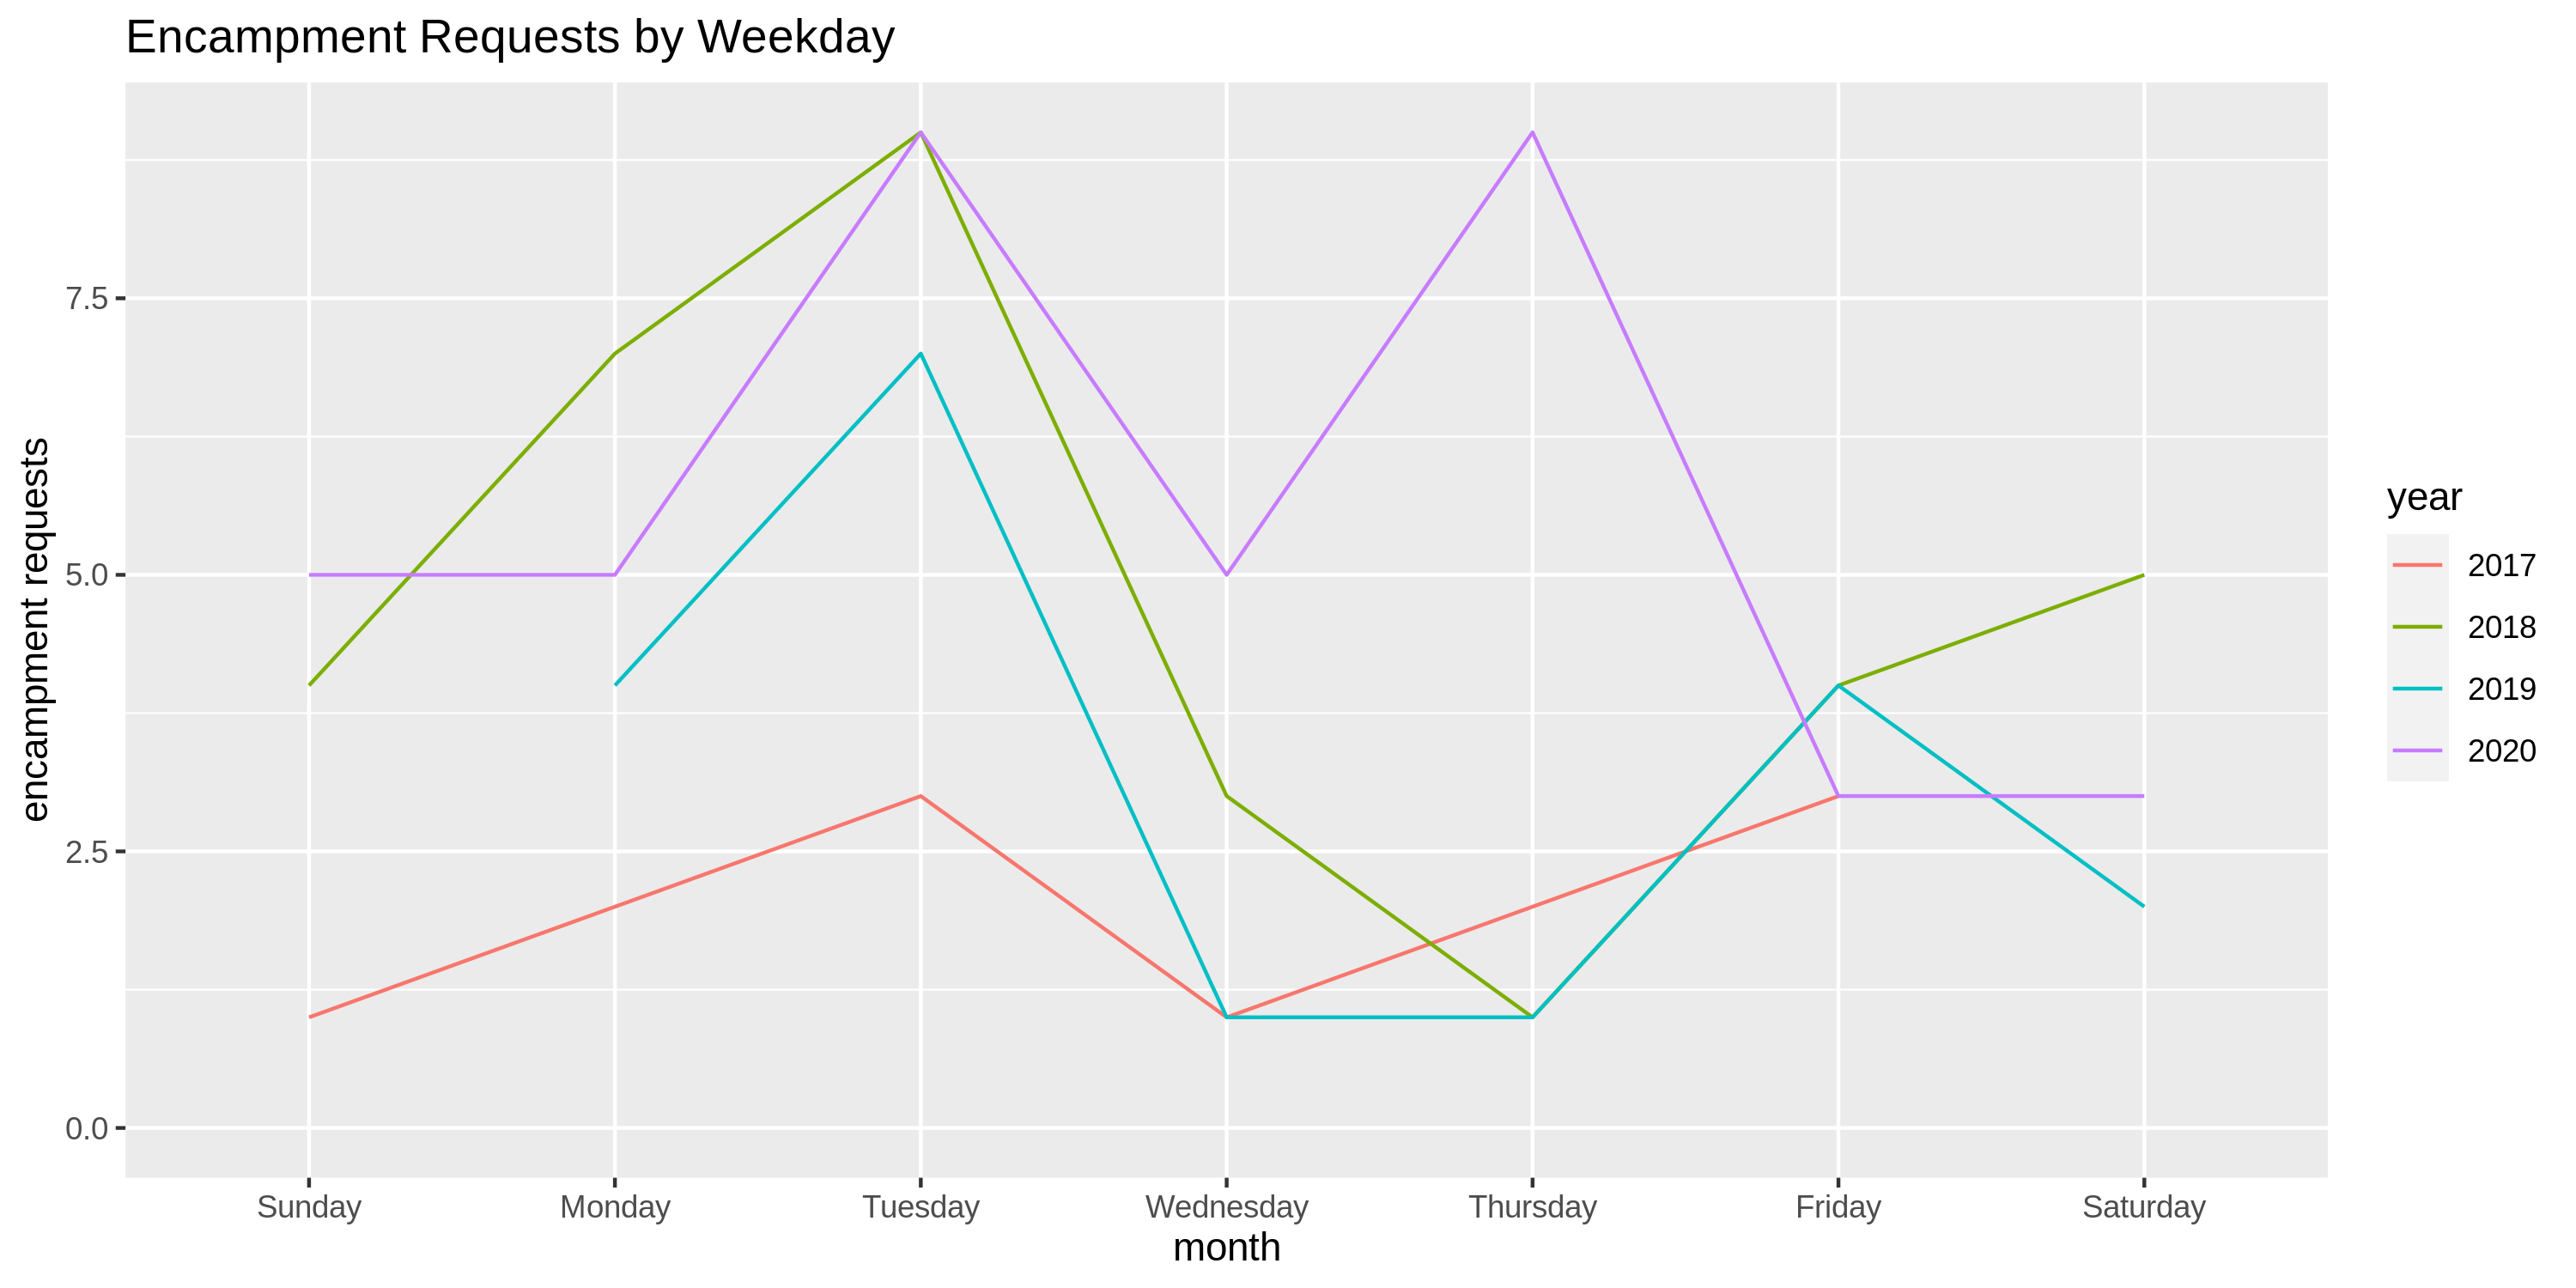 Encampment Requests by Weekday
encampment requests
7.5
5.0
2.5
0.0
Sunday Monday Tuesday Wednesday Thursday Friday Saturday
month
year
2017
2018
2019
2020